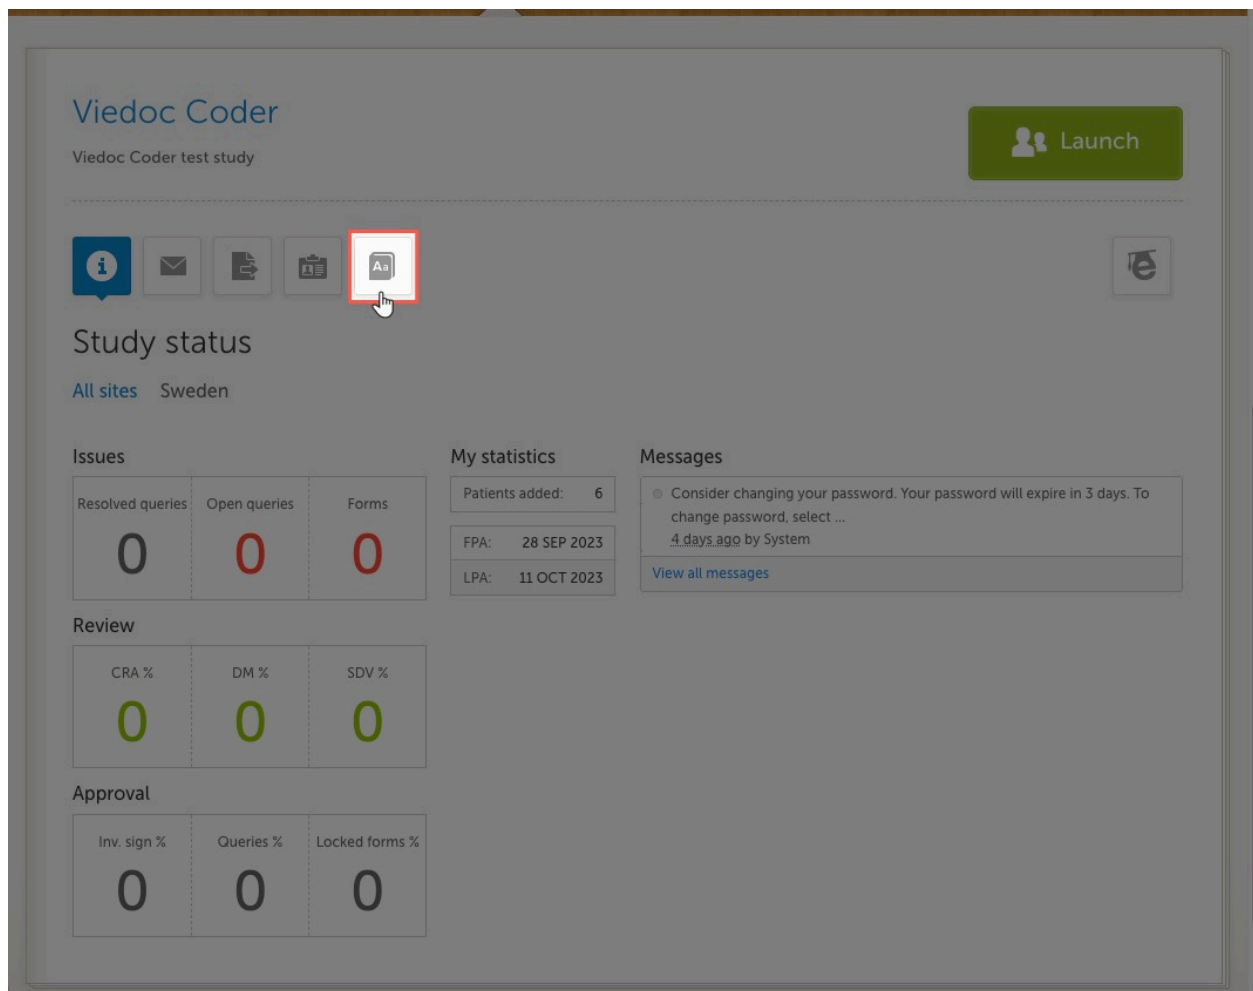 Viedoc Coder
Viedoc Coder test study
Launch
Aa
Study status
All sites Sweden
Issues
Resolved queries Open queries Forms
0 0 0
My statistics
Patients added: 6
FPA: 28 SEP 2023
LPA: 11 OCT 2023
Messages
Consider changing your password. Your password will expire in 3 days. To
change password, select ...
4 days ago by System
View all messages
Review
CRA % DM % SDV %
0 0 0
Approval
Inv. sign % Queries % Locked forms %
0 0 0